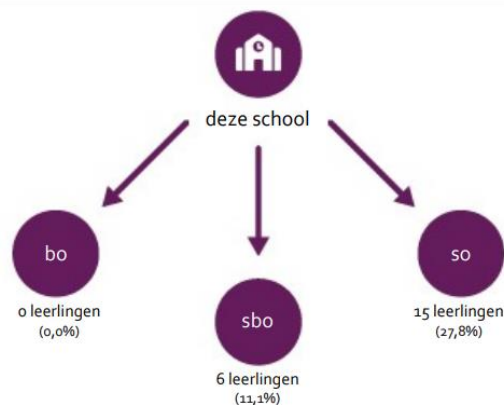 deze school
bo
0 leerlingen
(0,0%)
sbo
6 leerlingen
(11,1%)
so
15 leerlingen
(27,8%)